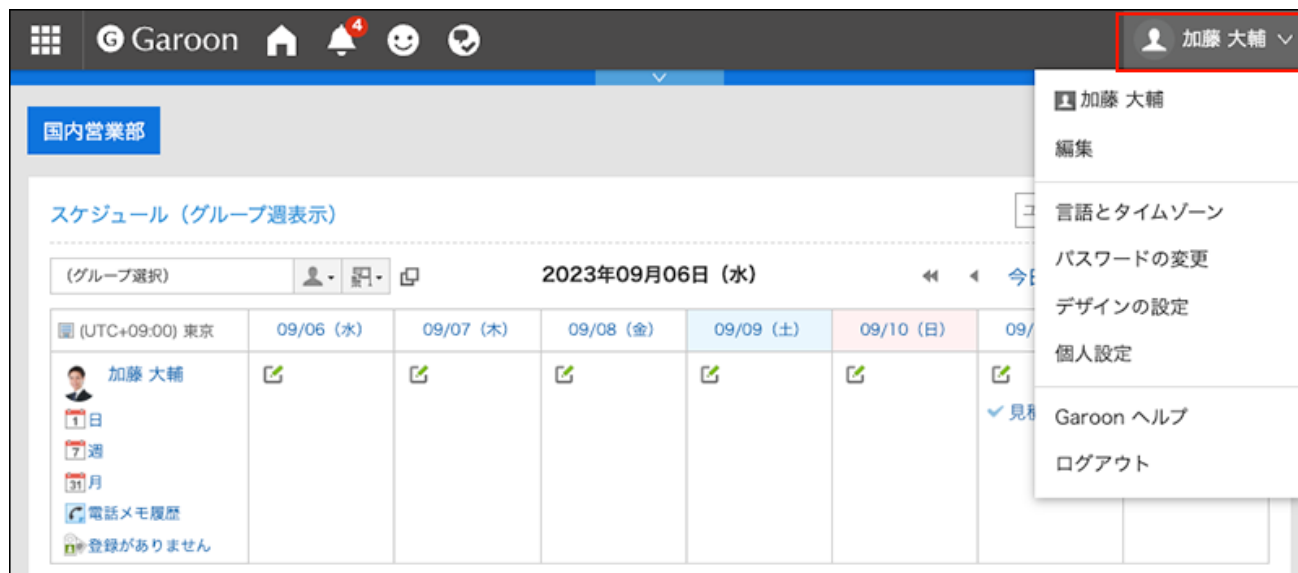 Garoon 4 加藤 大輔
加藤 大輔
編集
言語とタイムゾーン
パスワードの変更
デザインの設定
個人設定
Garoon ヘルプ
ログアウト
国内営業部
スケジュール（グループ週表示）
(グループ選択) 2023年09月06日（水）
(UTC+09:00) 東京 09/06（水） 09/07（木） 09/08（金） 09/09（土） 09/10（日） 09/
加藤 大輔
1 日
7 週
31 月
電話メモ履歴
登録がありません